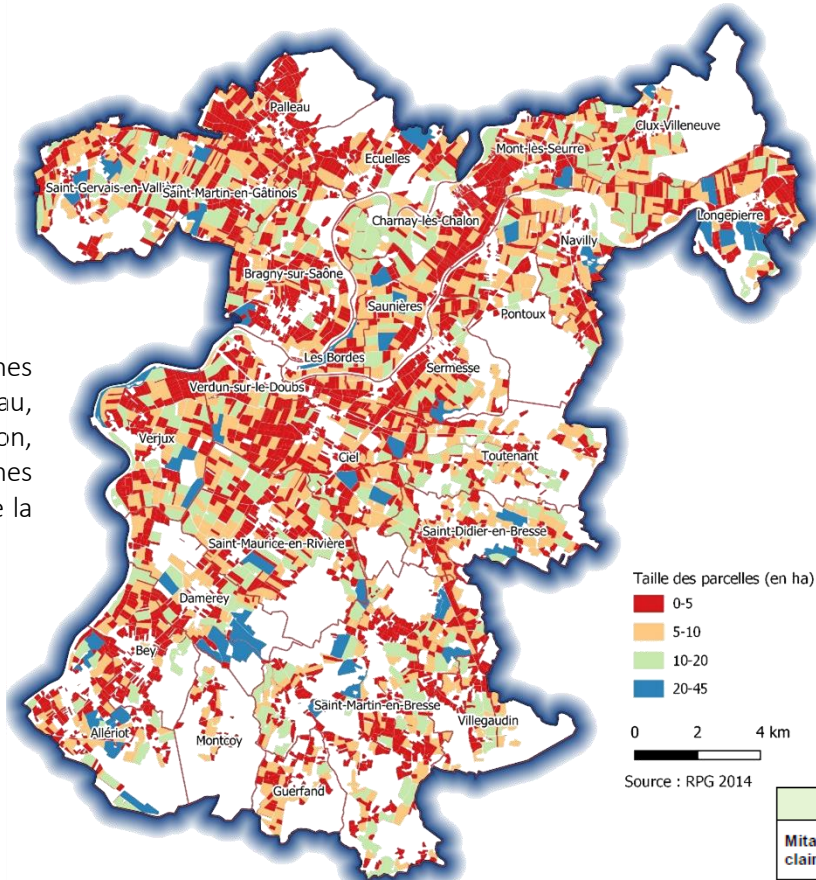 Palleau
Clux-Villeneuve
Mont-lès-Seurre
Ecuelles
Saint-Gervais-en-Vallière
Saint-Martin-en-Gâtinois
Longepierre
Charnay-lès-Chalon
Navilly
Bragny-sur-Saône
Saunières
Pontoux
nes
Les Bordes
Sermesse
au,
Verdun-sur-le-Doubs
on,
Verjux
nes
Ciel
Toutenant
e la
Saint-Didier-en-Bresse
Saint-Maurice-en-Rivière
Damerey
Bey
Saint-Martin-en-Bresse
Villegaudin
Allériot
Montcoy
Guerfand
Taille des parcelles (en ha)
0-5
5-10
10-20
20-45
0 2 4 km
Source : RPG 2014
Mita
clair